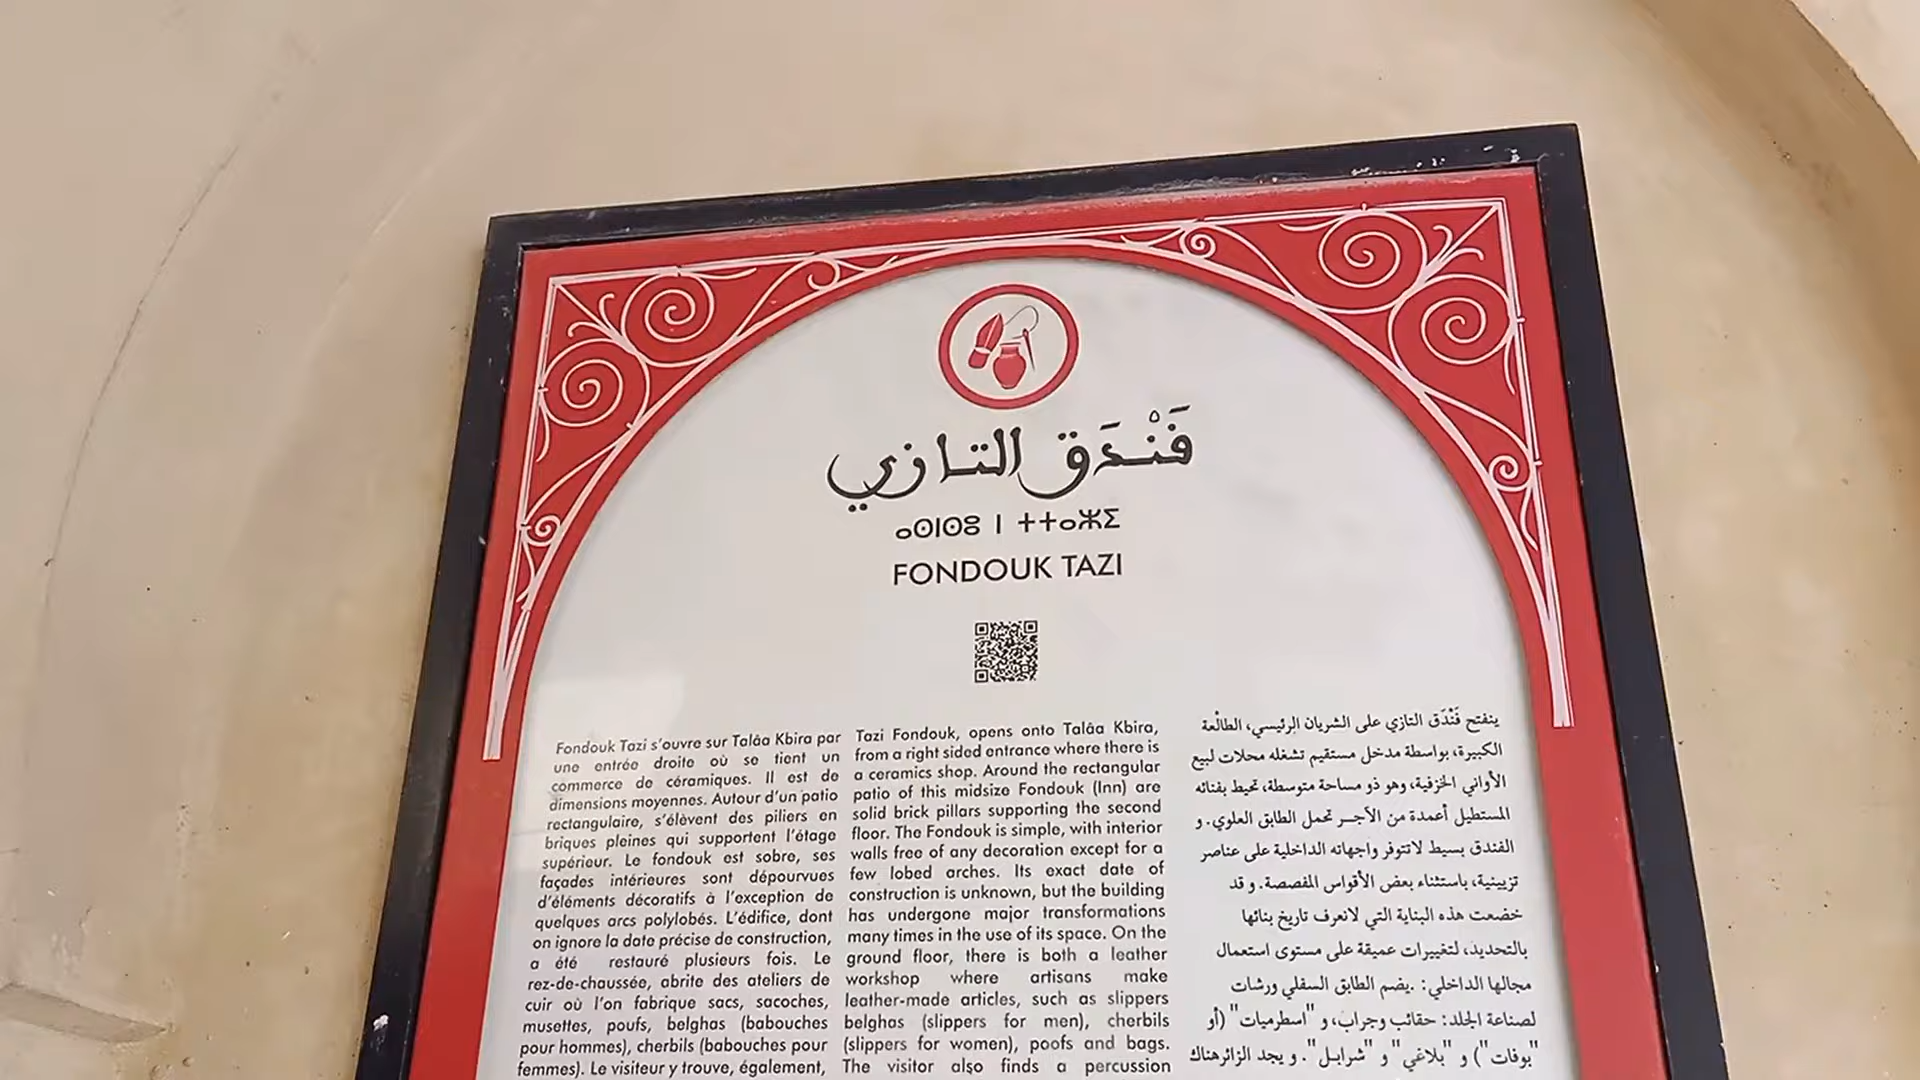 فَنْدَق التازي
ⴰⵙⵏⵙⵓ ⵏ ⵜⵜⴰⵣⵉ
FONDOUK TAZI
Fondouk Tazi s'ouvre sur Talâa Kbira par
une entrée droite où se tient un
commerce de céramiques. Il est de
dimensions moyennes. Autour d'un patio
rectangulaire, s'élèvent des piliers en
briques pleines qui supportent l'étage
supérieur. Le fondouk est sobre, ses
façades intérieures sont dépourvues
d'éléments décoratifs à l'exception de
quelques arcs polylobés. L'édifice, dont
on ignore la date précise de construction,
a été restauré plusieurs fois. Le
rez-de-chaussée, abrite des ateliers de
cuir où l'on fabrique sacs, sacoches,
musettes, poufs, belghas (babouches
pour hommes), cherbils (babouches pour
femmes). Le visiteur y trouve, également,
Tazi Fondouk, opens onto Talâa Kbira,
from a right sided entrance where there is
a ceramics shop. Around the rectangular
patio of this midsize Fondouk (Inn) are
solid brick pillars supporting the second
floor. The Fondouk is simple, with interior
walls free of any decoration except for a
few lobed arches. Its exact date of
construction is unknown, but the building
has undergone major transformations
many times in the use of its space. On the
ground floor, there is both a leather
workshop where artisans make
leather-made articles, such as slippers
belghas (slippers for men), cherbils
(slippers for women), poofs and bags.
The visitor also finds a percussion
ينفتح فَنْدَق التازي على الشريان الرئيسي، الطالْعة
الكبيرة، بواسطة مدخل مستقيم تشغله محلات لبيع
الأواني الخزفية، وهو ذو مساحة متوسطة، تحيط بفنائه
المستطيل أعمدة من الآجر تحمل الطابق العلوي. و
الفندق بسيط لاتتوفر واجهاته الداخلية على عناصر
تزيينية، باستثناء بعض الأقواس المفصصة. و قد
خضعت هذه البناية التي لانعرف تاريخ بنائها
بالتحديد، لتغييرات عميقة على مستوى استعمال
مجالها الداخلي: .يضم الطابق السفلي ورشات
لصناعة الجلد: حقائب وجراب، و "اسطرميات" (أو
"بوفات") و "بلاغي" و "شرابل". و يجد الزائرهناك